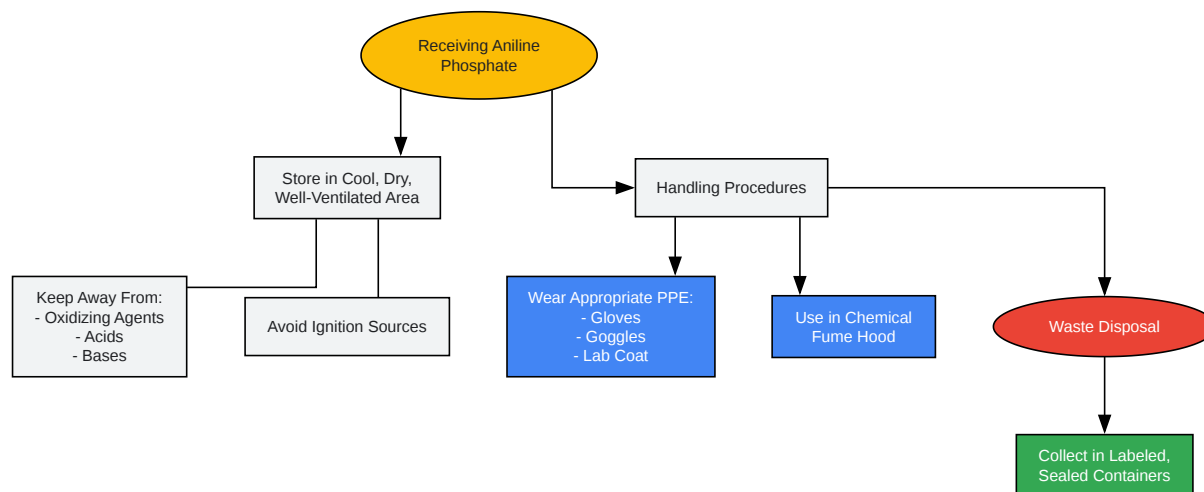 Receiving Aniline
Phosphate
Store in Cool, Dry,
Well-Ventilated Area
Handling Procedures
Keep Away From:
- Oxidizing Agents
- Acids
- Bases
Avoid Ignition Sources
Wear Appropriate PPE:
- Gloves
- Goggles
- Lab Coat
Use in Chemical
Fume Hood
Waste Disposal
Collect in Labeled,
Sealed Containers